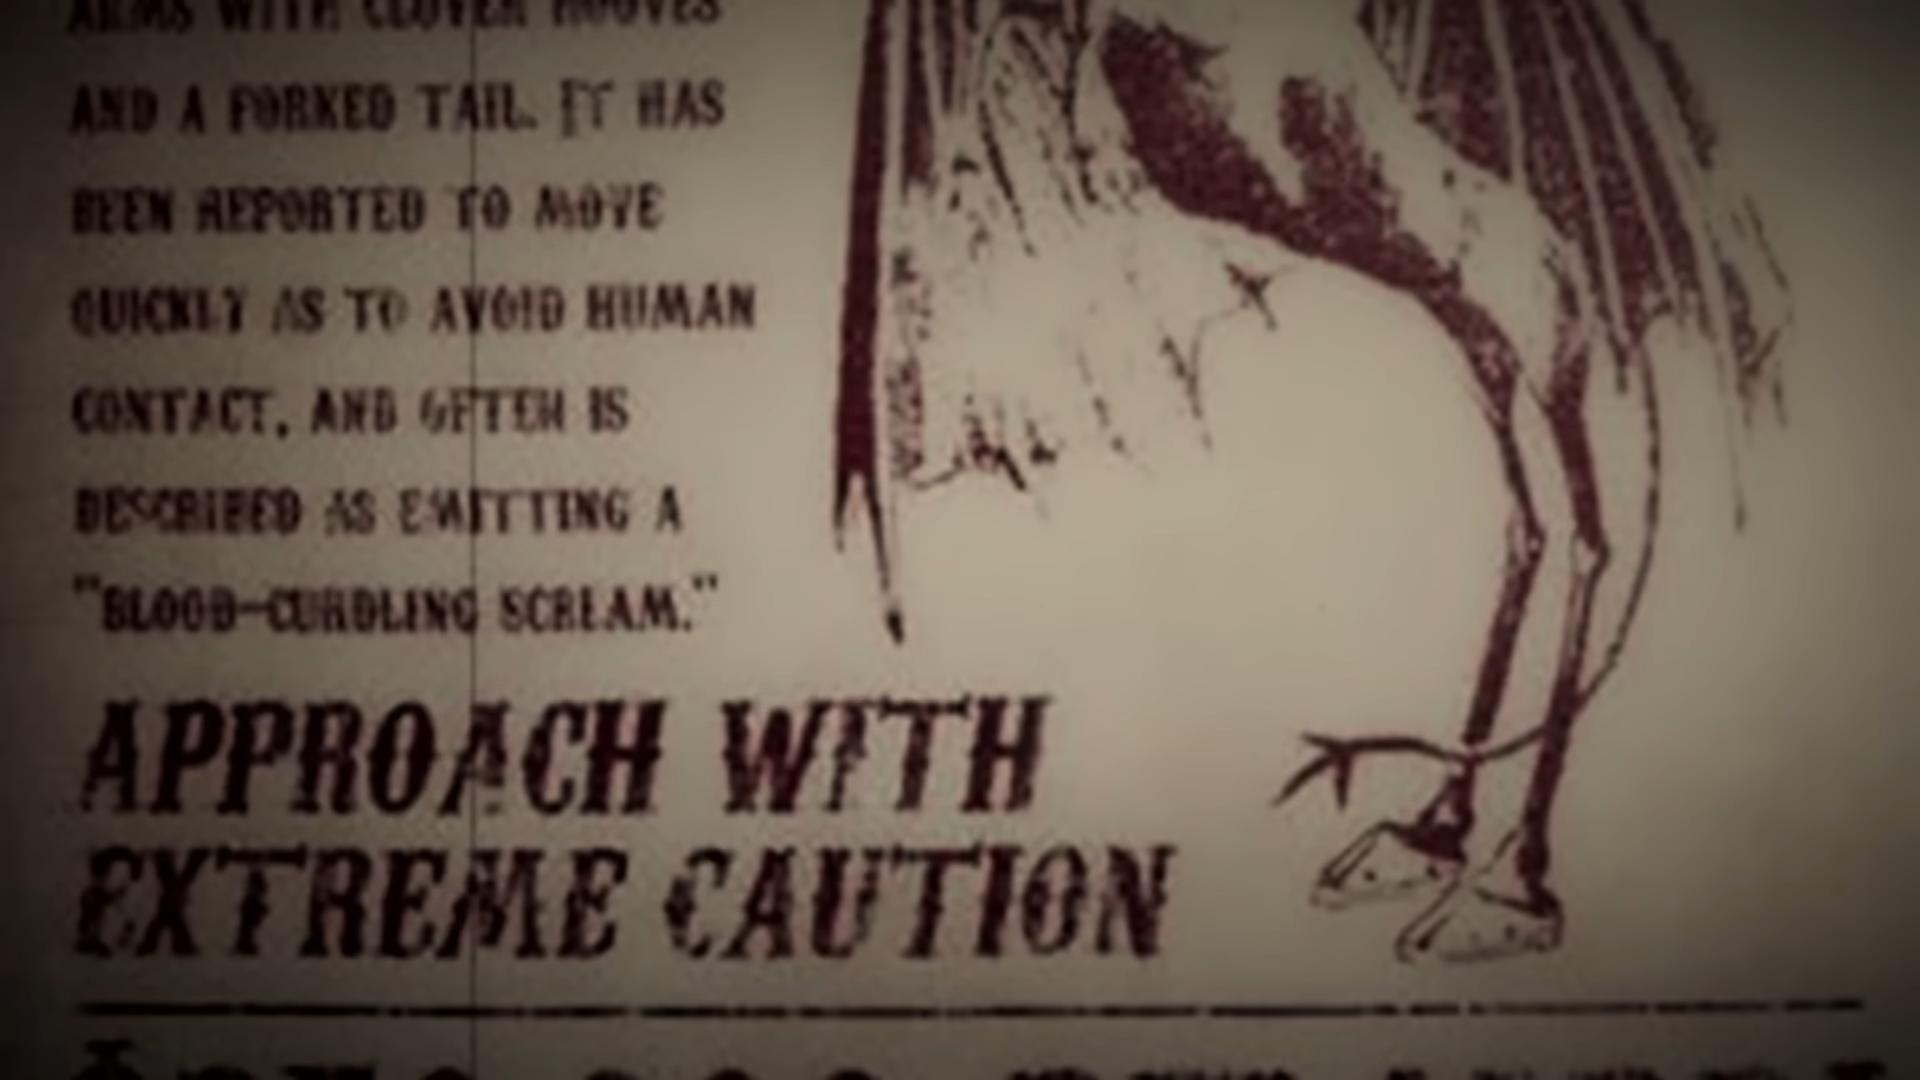 ARMS WITH CLOVEN HOOVES
AND A FORKED TAIL. IT HAS
BEEN REPORTED TO MOVE
QUICKLY AS TO AVOID HUMAN
CONTACT, AND OFTEN IS
DESCRIBED AS EMITTING A
"BLOOD-CURDLING SCREAM."
APPROACH WITH
EXTREME CAUTION